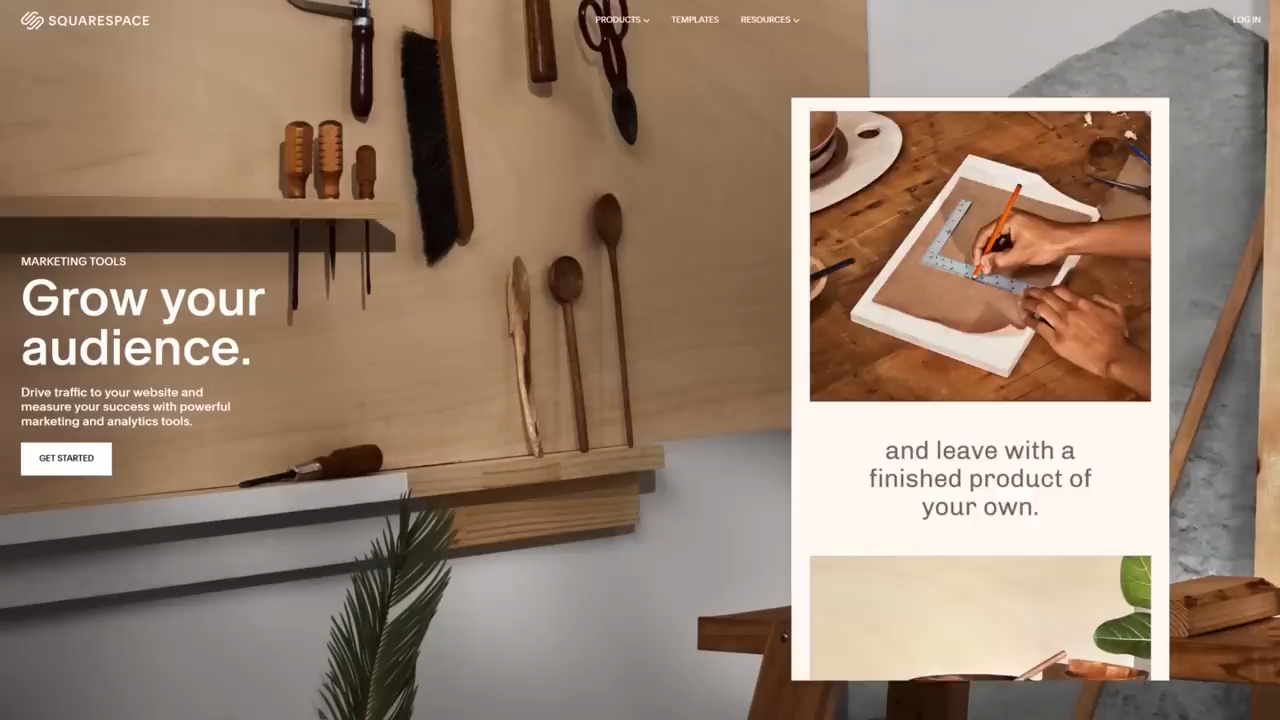 SQUARESPACE
PRODUCTS
TEMPLATES
RESOURCES
LOG IN
MARKETING TOOLS
Grow your
audience.
Drive traffic to your website and
measure your success with powerful
marketing and analytics tools.
GET STARTED
and leave with a
finished product of
your own.